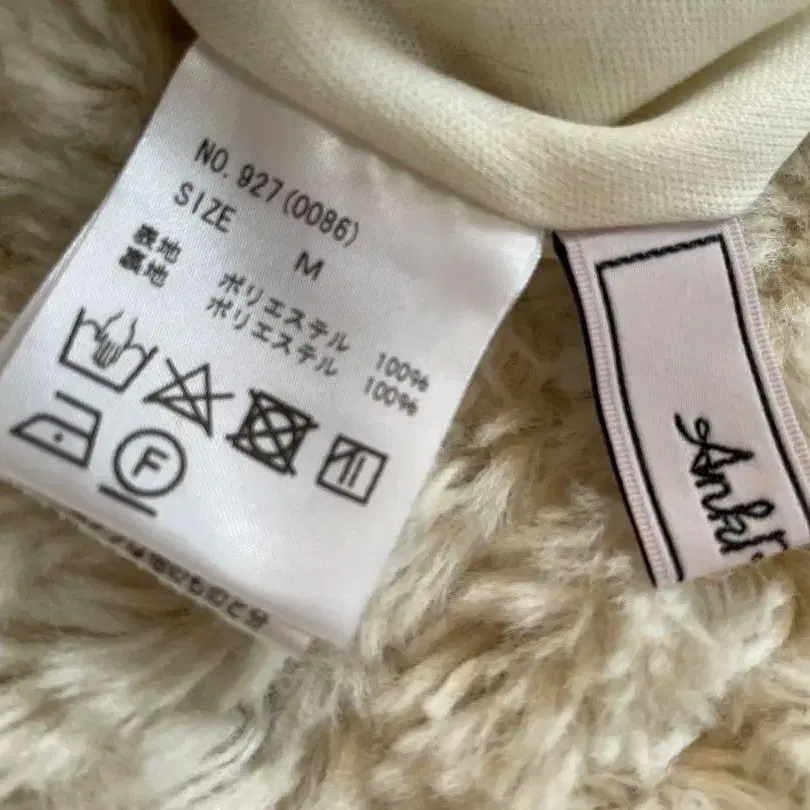 NO. 927(0086)
SIZE M
表地 ポリエステル 100%
裏地 ポリエステル 100%
F
Ank